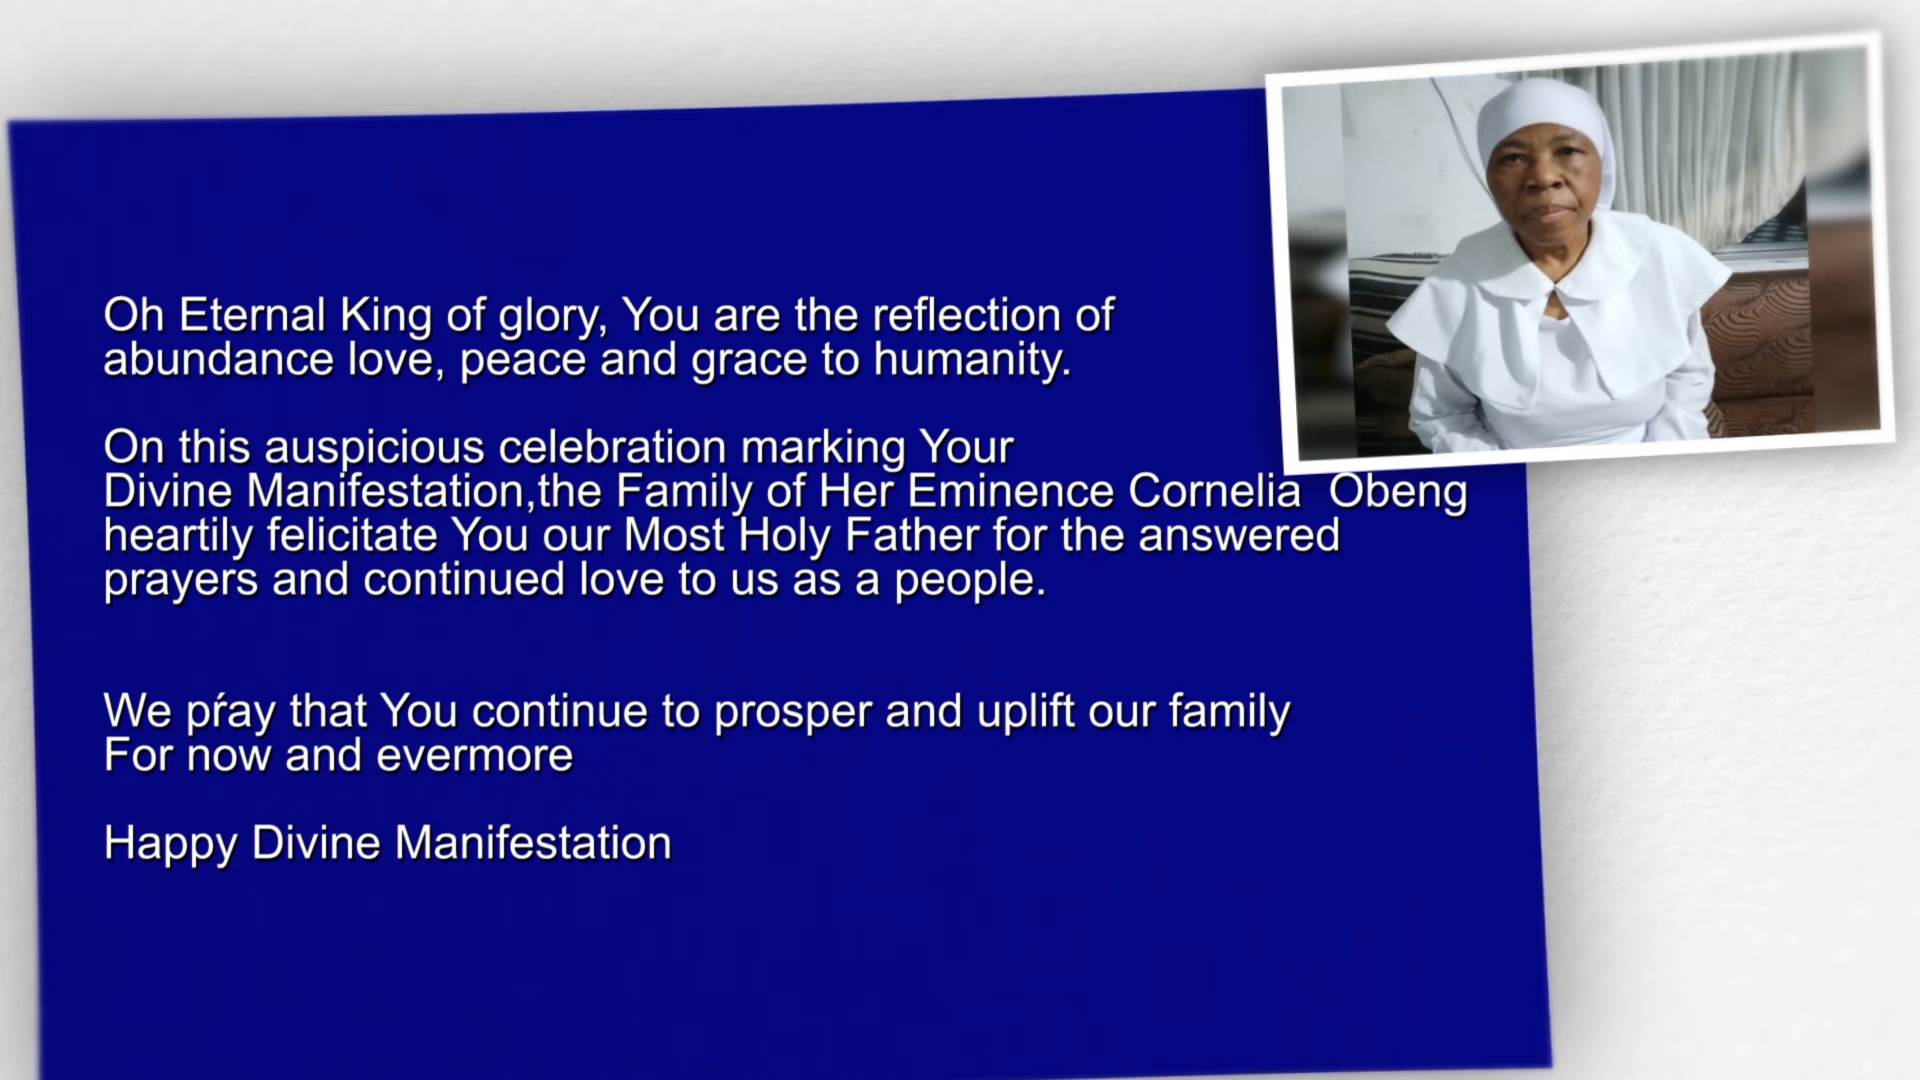 Oh Eternal King of glory, You are the reflection of
abundance love, peace and grace to humanity.
On this auspicious celebration marking Your
Divine Manifestation,the Family of Her Eminence Cornelia  Obeng
heartily felicitate You our Most Holy Father for the answered
prayers and continued love to us as a people.
We pŕay that You continue to prosper and uplift our family
For now and evermore
Happy Divine Manifestation